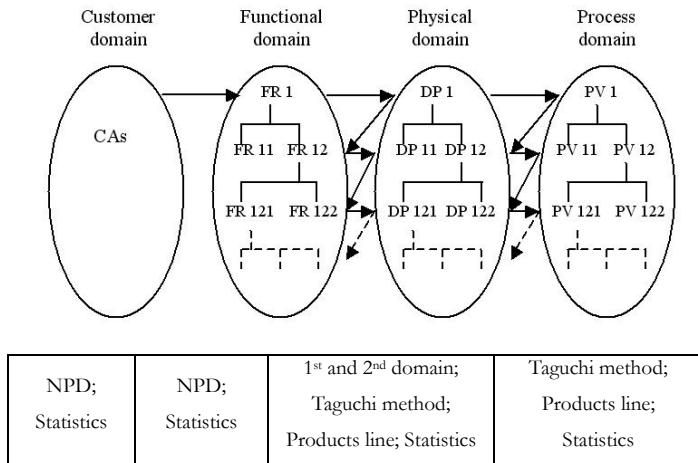 Customer domain
Functional domain
Physical domain
Process domain
CAs
FR 1
DP 1
PV 1
FR 11 FR 12
DP 11 DP 12
PV 11 PV 12
FR 121 FR 122
DP 121 DP 122
PV 121 PV 122
NPD;
Statistics
NPD;
Statistics
1st and 2nd domain;
Taguchi method;
Products line; Statistics
Taguchi method;
Products line;
Statistics